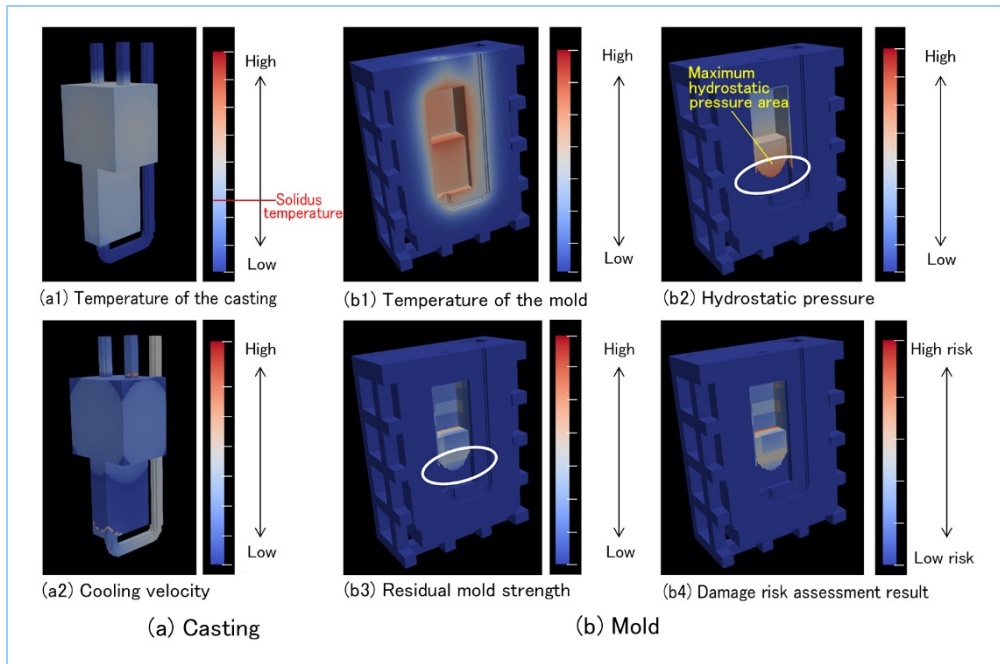 High
Solidus
temperature
Low
(a1) Temperature of the casting
High
Low
(b1) Temperature of the mold
Maximum
hydrostatic
pressure area
High
Low
(b2) Hydrostatic pressure
High
Low
(a2) Cooling velocity
High
Low
(b3) Residual mold strength
High risk
Low risk
(b4) Damage risk assessment result
(a) Casting
(b) Mold